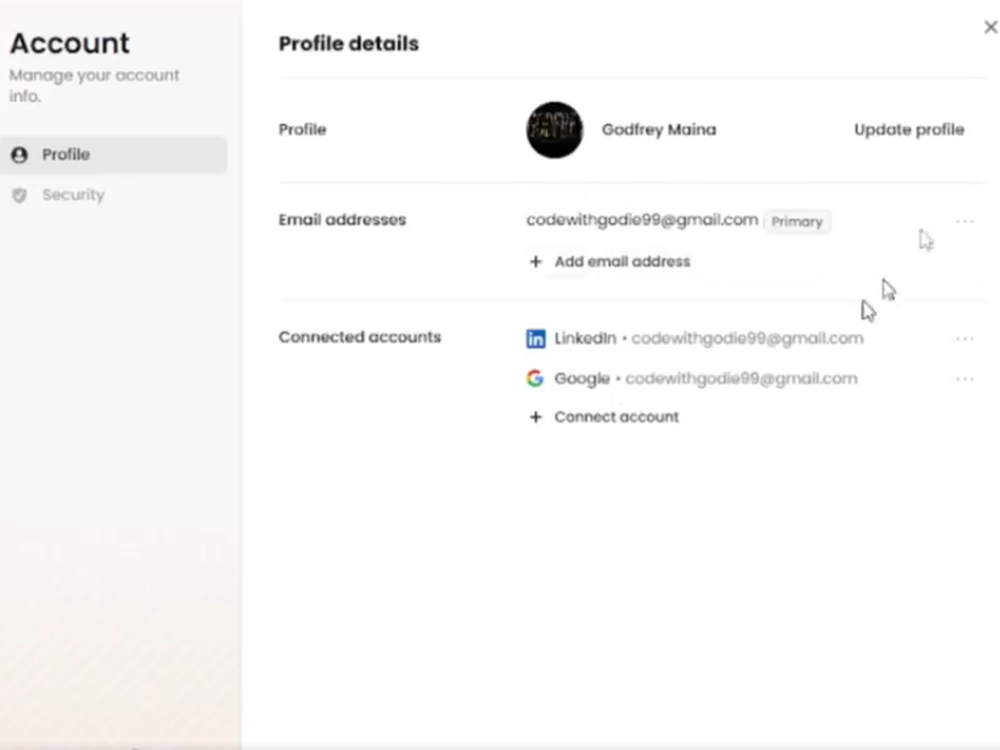 Account
Manage your account
info.
Profile
Security
Profile details
Profile
Godfrey Maina
Update profile
Email addresses
codewithgodie99@gmail.com Primary
+ Add email address
Connected accounts
LinkedIn • codewithgodie99@gmail.com
Google • codewithgodie99@gmail.com
+ Connect account